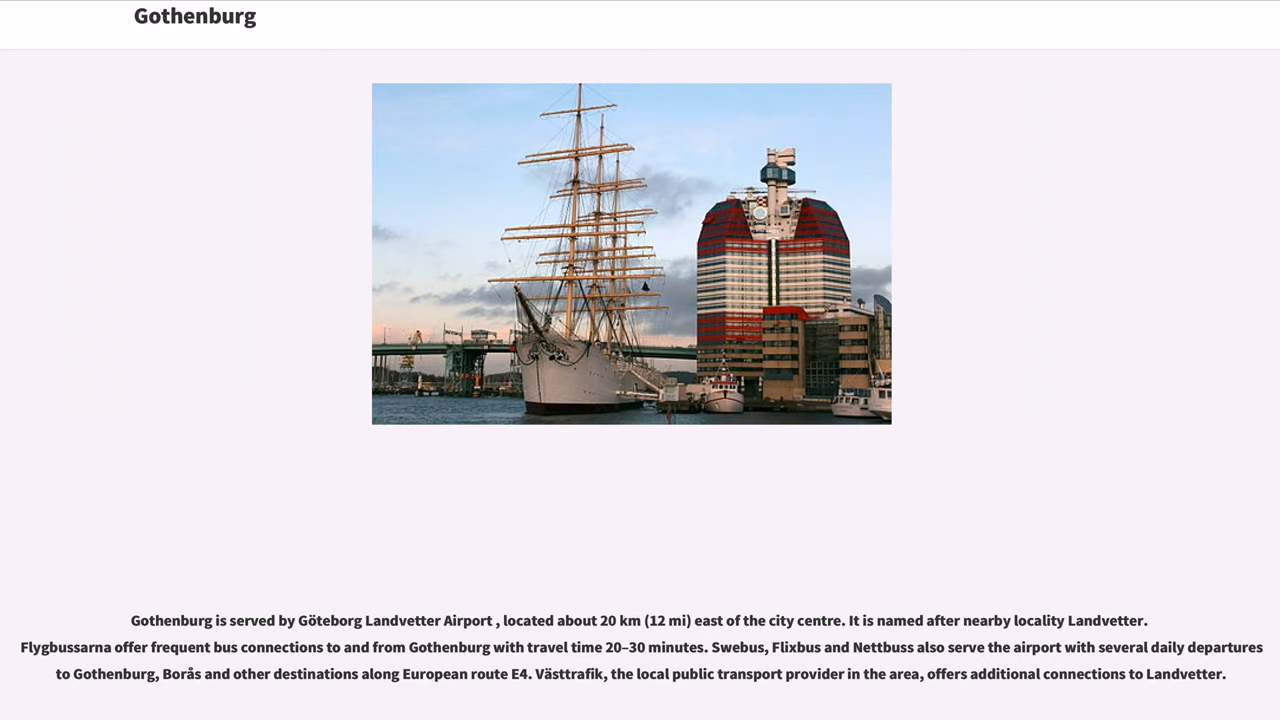 Gothenburg
Gothenburg is served by Göteborg Landvetter Airport , located about 20 km (12 mi) east of the city centre. It is named after nearby locality Landvetter.
Flygbussarna offer frequent bus connections to and from Gothenburg with travel time 20–30 minutes. Swebus, Flixbus and Nettbuss also serve the airport with several daily departures
to Gothenburg, Borås and other destinations along European route E4. Västtrafik, the local public transport provider in the area, offers additional connections to Landvetter.